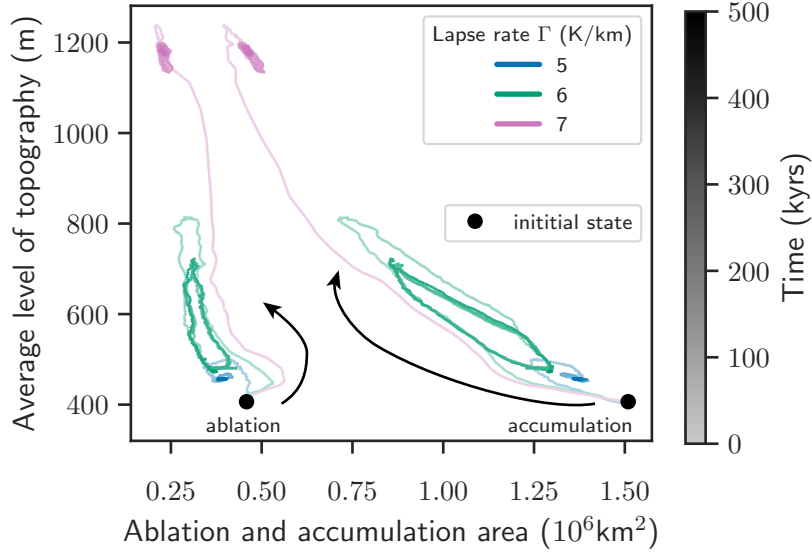 Average level of topography (m)
1200
1000
800
600
400
Lapse rate Γ (K/km)
5
6
7
inititial state
ablation
accumulation
0.25
0.50
0.75
1.00
1.25
1.50
Ablation and accumulation area (10⁶km²)
500
400
300
200
100
0
Time (kyrs)